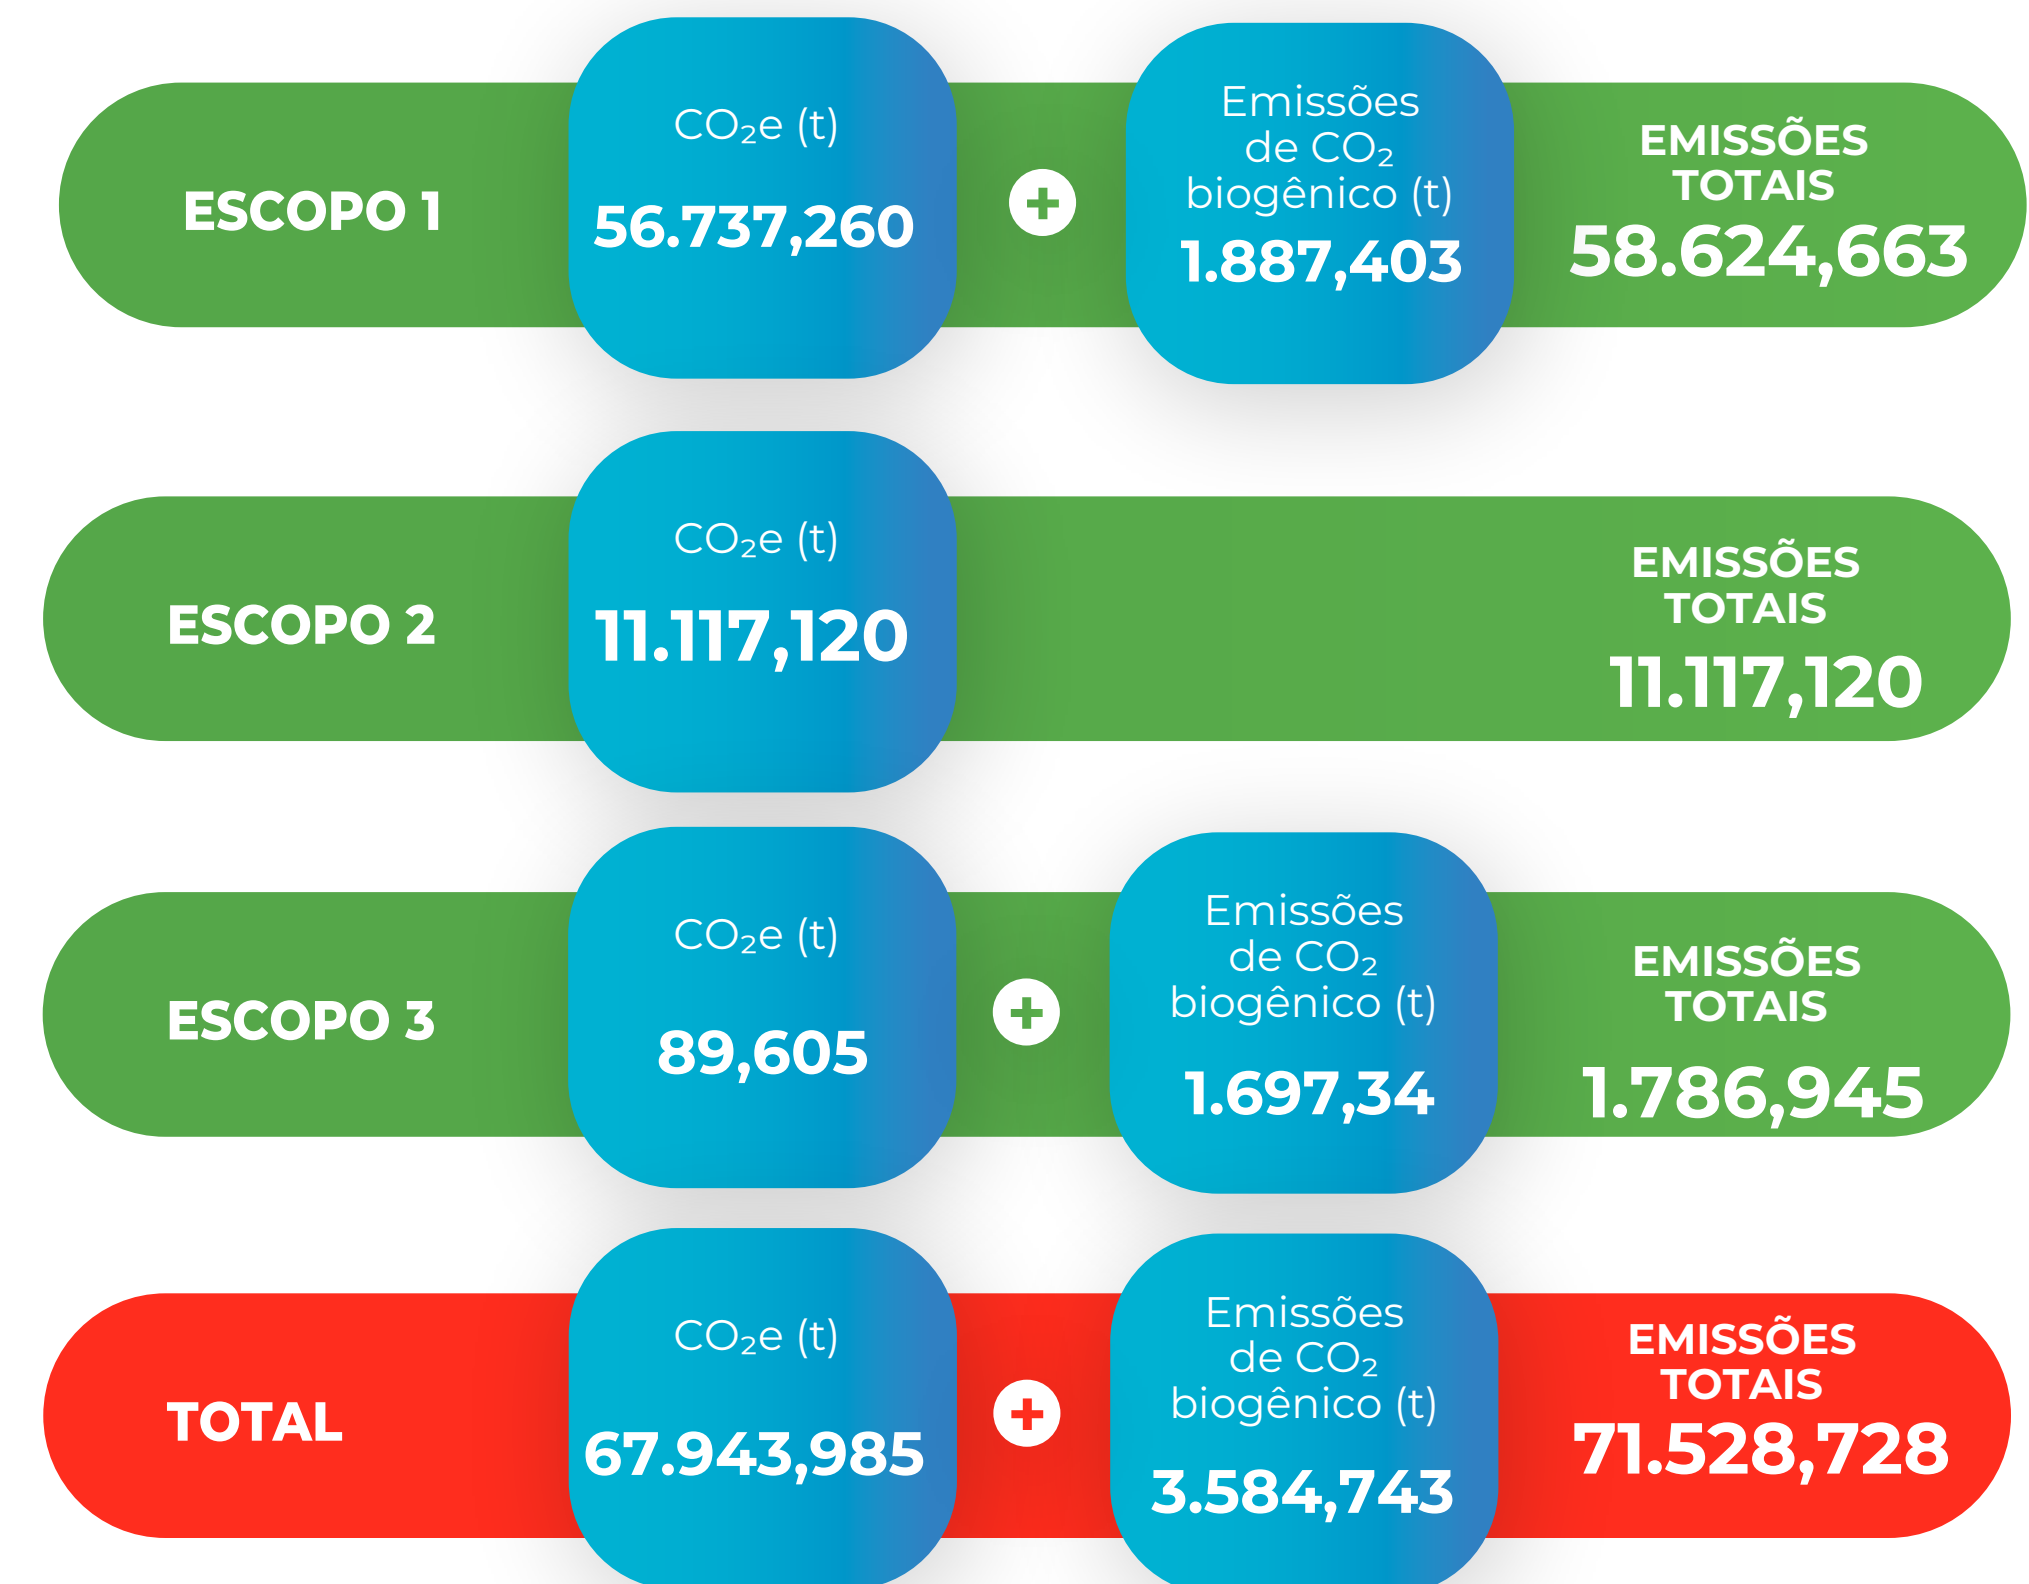 ESCOPO 1
CO₂e (t)
56.737,260
+
Emissões
de CO₂
biogênico (t)
1.887,403
EMISSÕES
TOTAIS
58.624,663
ESCOPO 2
CO₂e (t)
11.117,120
EMISSÕES
TOTAIS
11.117,120
ESCOPO 3
CO₂e (t)
89,605
+
Emissões
de CO₂
biogênico (t)
1.697,34
EMISSÕES
TOTAIS
1.786,945
TOTAL
CO₂e (t)
67.943,985
+
Emissões
de CO₂
biogênico (t)
3.584,743
EMISSÕES
TOTAIS
71.528,728